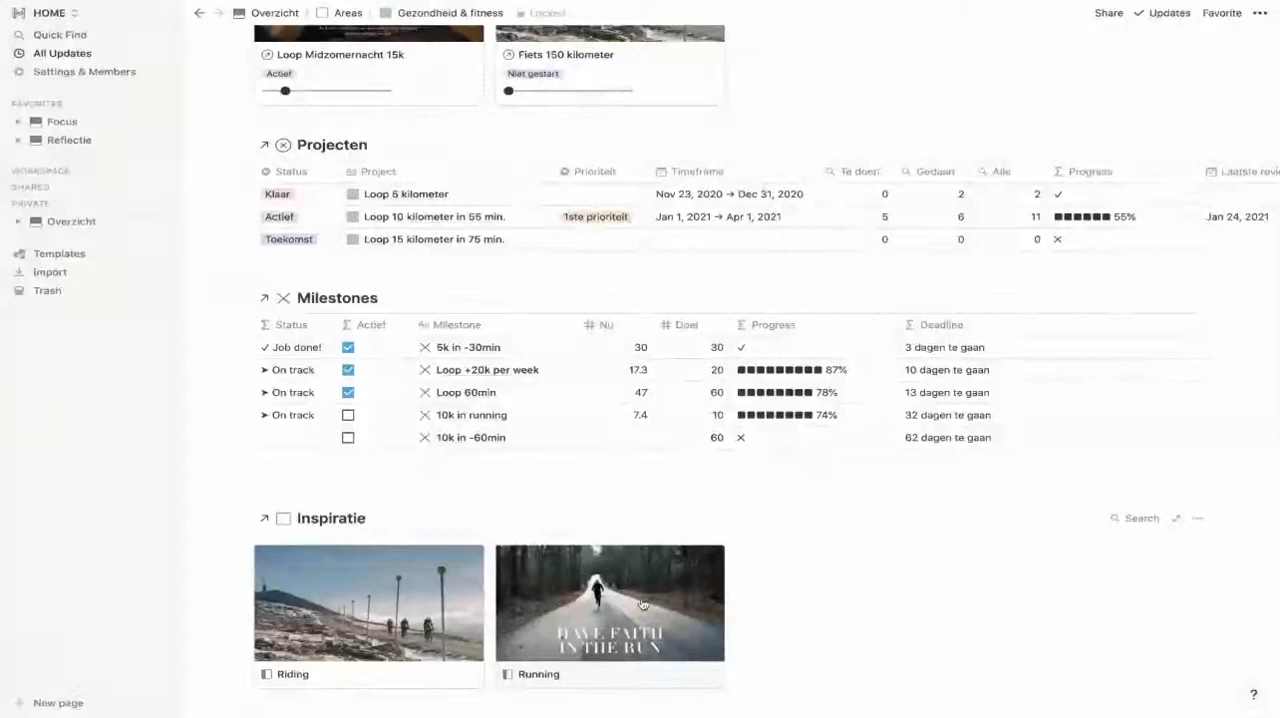 HOME
Quick Find
All Updates
Settings & Members
FAVORITES
Focus
Reflectie
WORKSPACE
SHARED
PRIVATE
Overzicht
Templates
Import
Trash
New page
Overzicht / Areas / Gezondheid & fitness Locked
Share Updates Favorite
Loop Midzomernacht 15k
Actief
Fiets 150 kilometer
Niet gestart
Projecten
Status Project Prioriteit Timeframe Te doen Gedaan Alle Progress Laatste revi
Klaar Loop 5 kilometer Nov 23, 2020 → Dec 31, 2020 0 2 2 ✓
Actief Loop 10 kilometer in 55 min. 1ste prioriteit Jan 1, 2021 → Apr 1, 2021 5 6 11 55% Jan 24, 2021
Toekomst Loop 15 kilometer in 75 min. 0 0 0 ✕
Milestones
Status Actief Milestone Nu Doel Progress Deadline
✓ Job done! 5k in -30min 30 30 ✓ 3 dagen te gaan
➤ On track Loop +20k per week 17.3 20 87% 10 dagen te gaan
➤ On track Loop 60min 47 60 78% 13 dagen te gaan
➤ On track 10k in running 7.4 10 74% 32 dagen te gaan
10k in -60min 60 ✕ 62 dagen te gaan
Inspiratie
Search
HAVE FAITH
IN THE RUN
Riding
Running
?